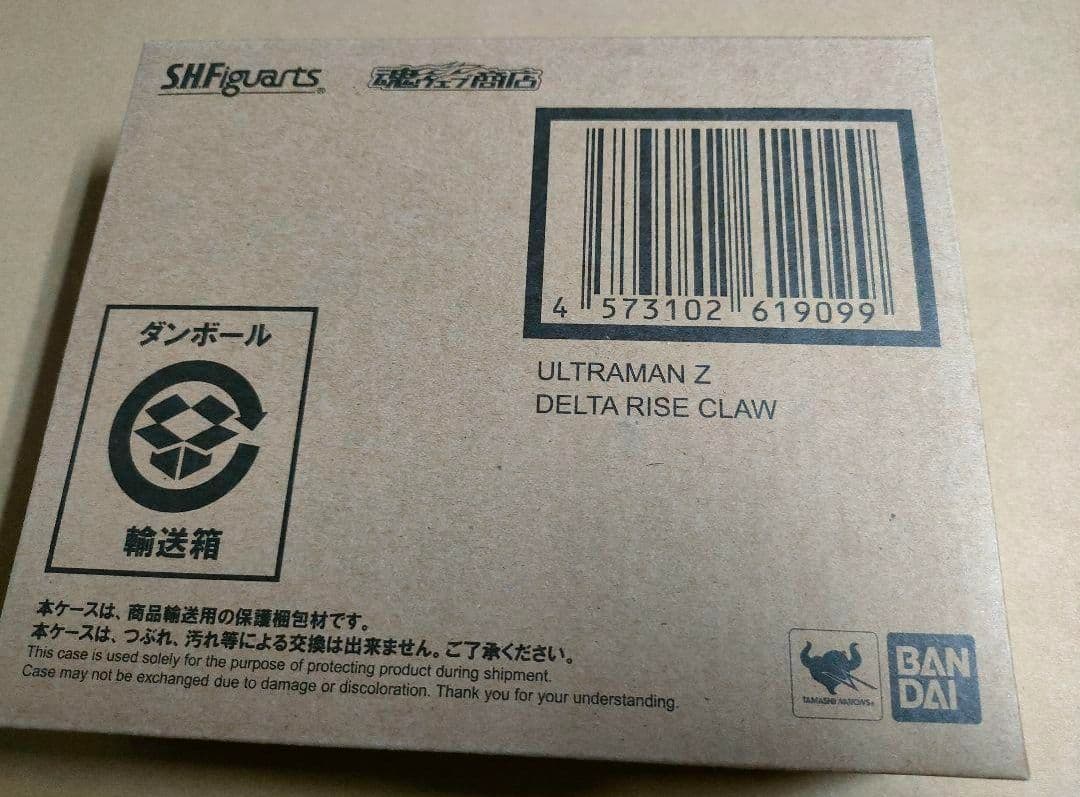 S.H.Figuarts®
魂ウェブ商店
4 573102 619099
ULTRAMAN Z
DELTA RISE CLAW
ダンボール
輸送箱
本ケースは、商品輸送用の保護梱包材です。
本ケースは、つぶれ、汚れ等による交換は出来ません。ご了承ください。
This case is used solely for the purpose of protecting product during shipment.
Case may not be exchanged due to damage or discoloration. Thank you for your understanding.
TAMASHII NATIONS
BAN
DAI